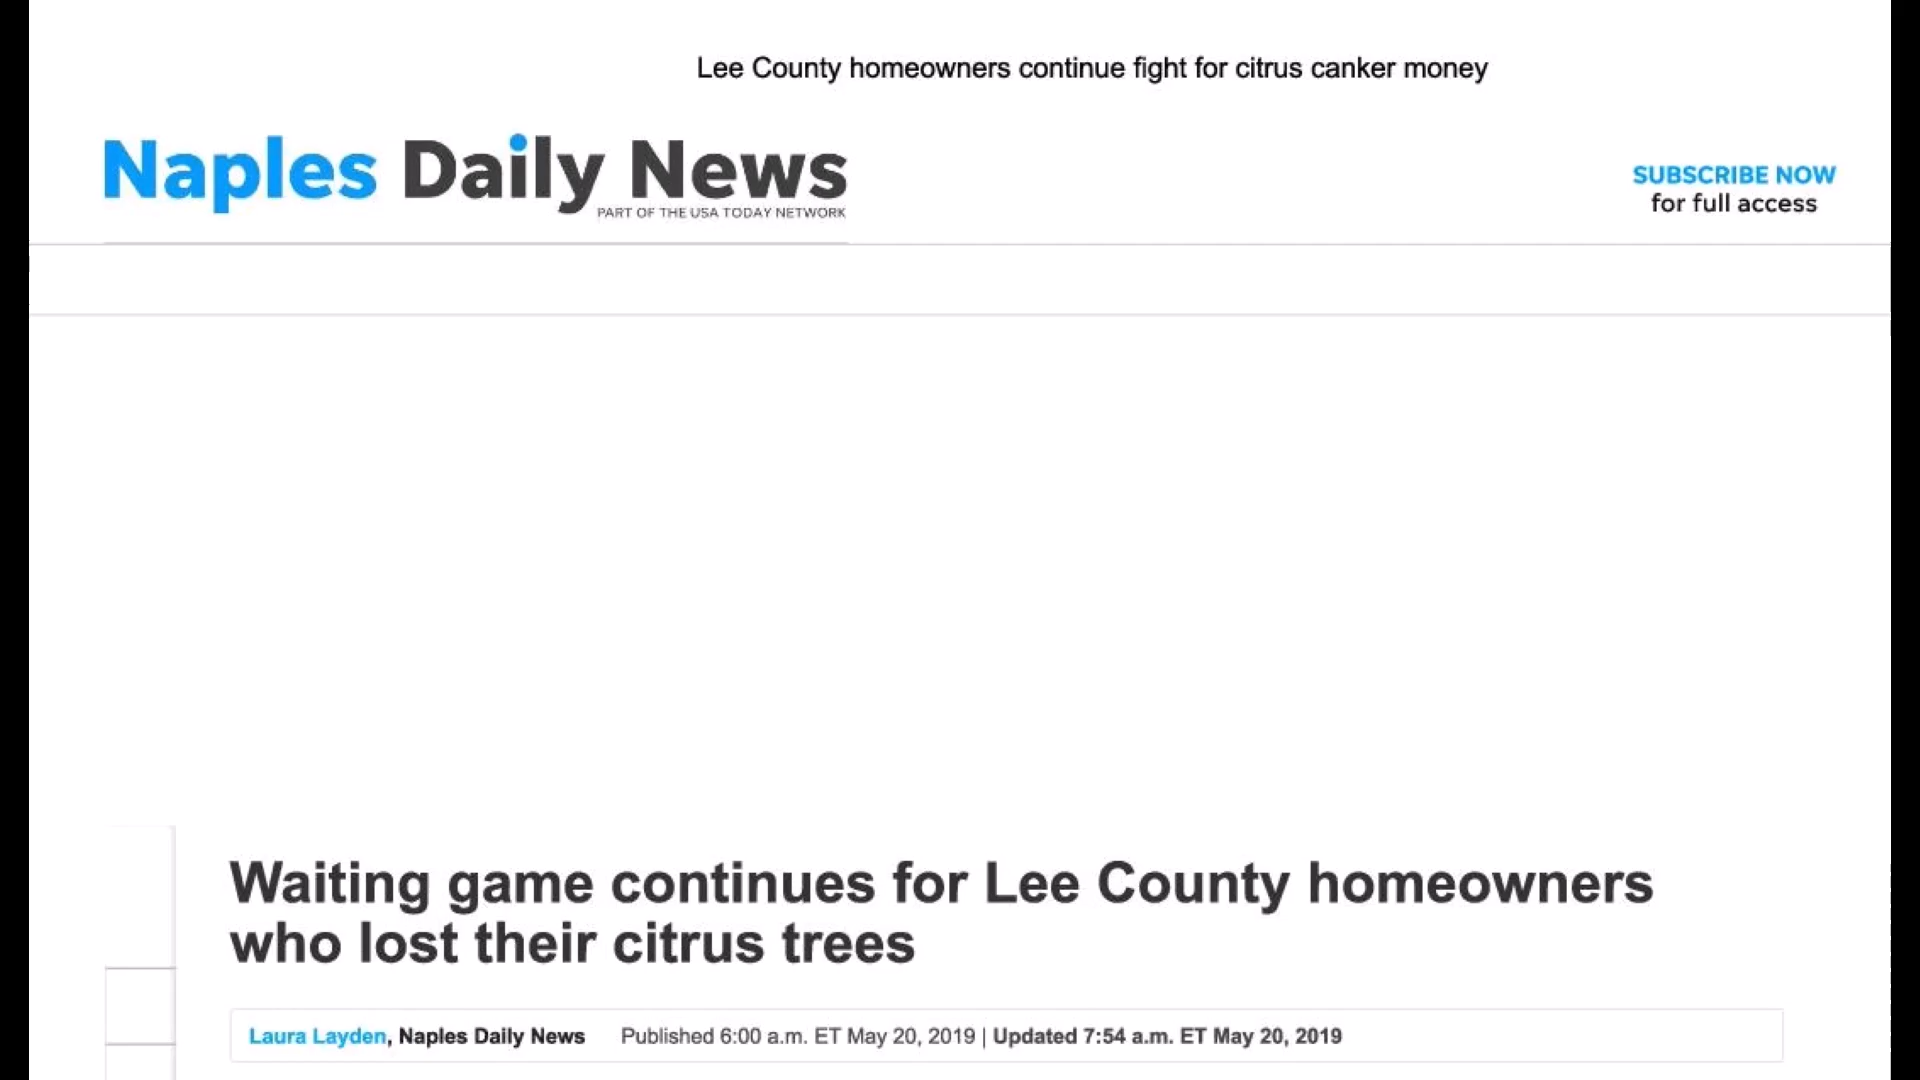 Lee County homeowners continue fight for citrus canker money
Naples Daily News
PART OF THE USA TODAY NETWORK
SUBSCRIBE NOW
for full access
Waiting game continues for Lee County homeowners
who lost their citrus trees
Laura Layden, Naples Daily News Published 6:00 a.m. ET May 20, 2019 | Updated 7:54 a.m. ET May 20, 2019